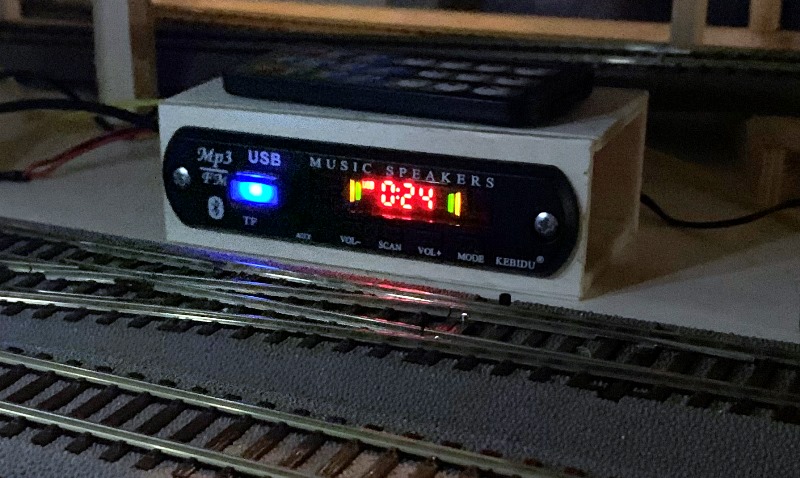 Mp3 USB
MUSIC SPEAKERS
FM
0:24
TF
AUX VOL- SCAN VOL+ MODE KEBIDU®